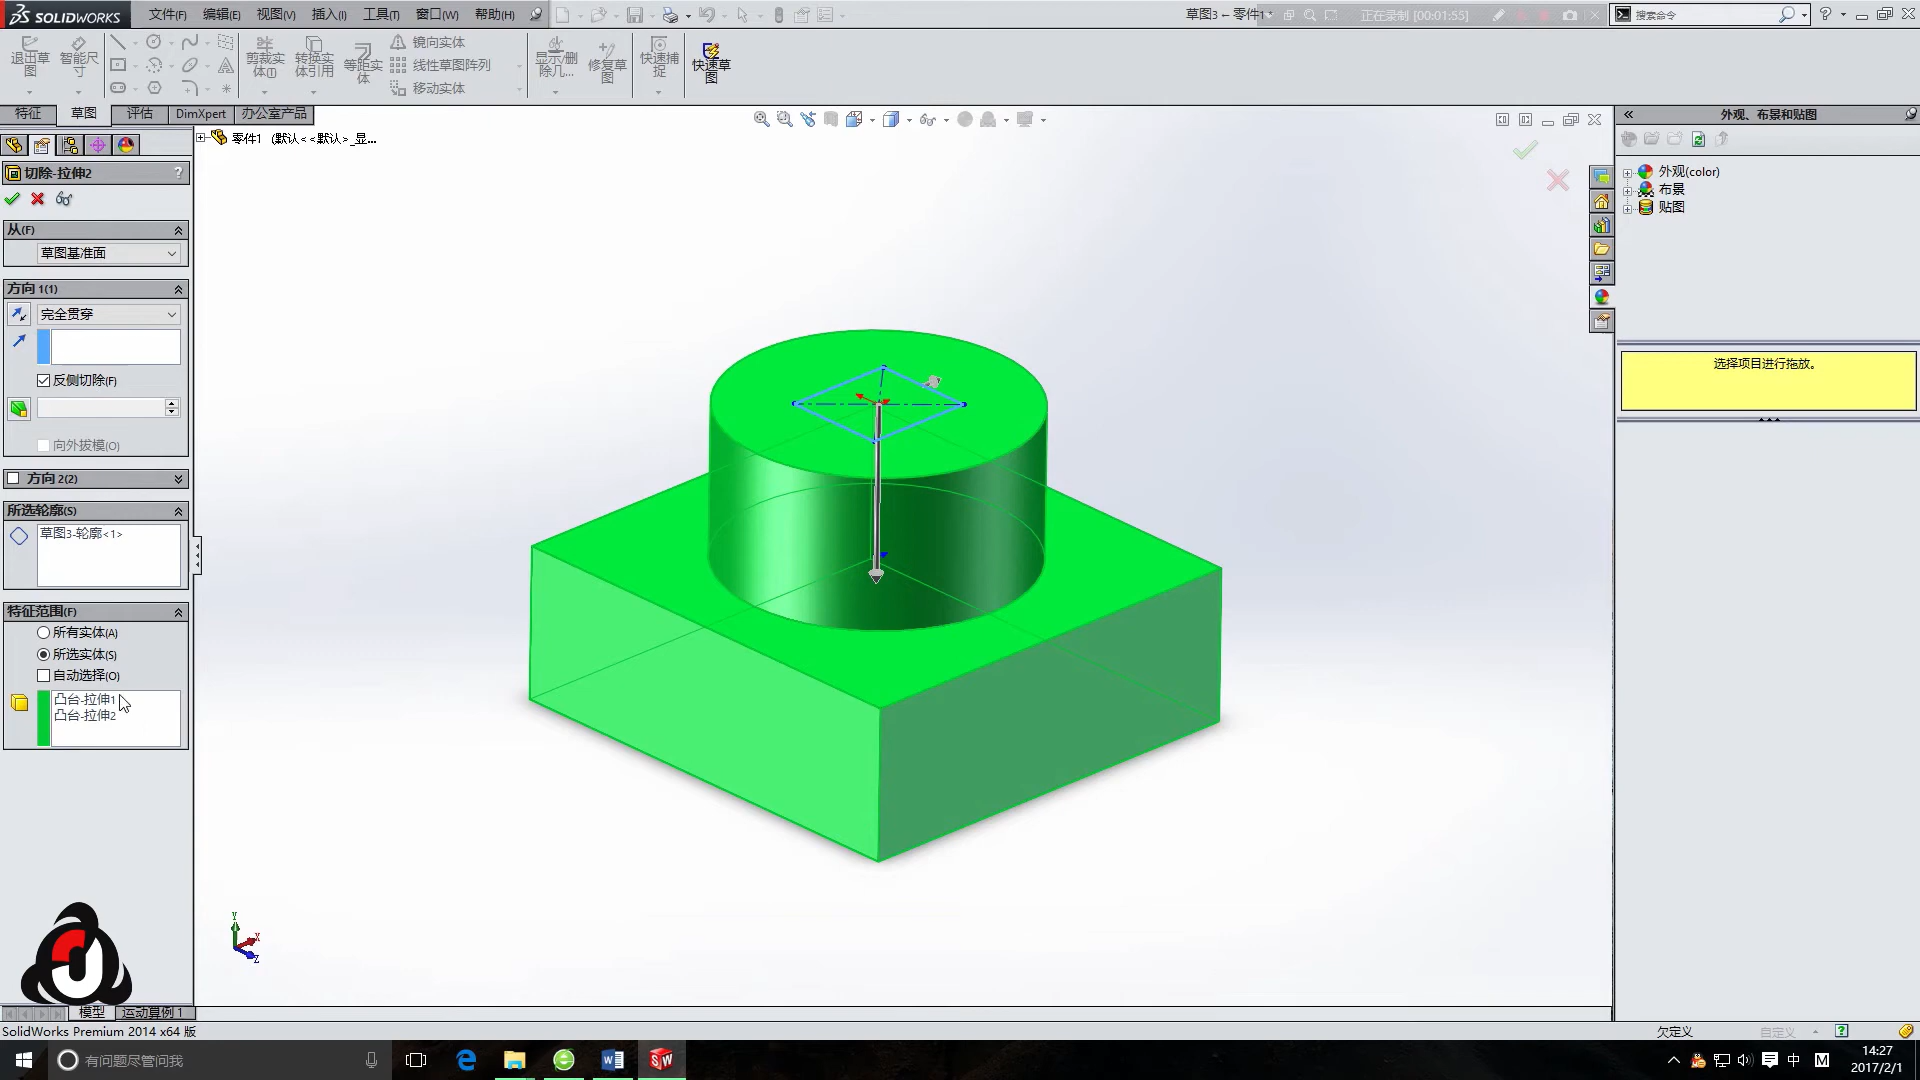 SOLIDWORKS 文件(F) 编辑(E) 视图(V) 插入(I) 工具(T) 窗口(W) 帮助(H) 草图3 ← 零件1 * 正在录制 [00:01:55] 搜索命令
退出草图 智能尺寸 剪裁实体(T) 转换实体引用 等距实体 镜向实体 线性草图阵列 移动实体 显示/删除几... 修复草图 快速捕捉 快速草图
特征 草图 评估 DimXpert 办公室产品
零件1 (默认<<默认>_显...
切除-拉伸2 ?
从(F)
草图基准面
方向 1(1)
完全贯穿
反侧切除(F)
向外拔模(O)
方向 2(2)
所选轮廓(S)
草图3-轮廓<1>
特征范围(F)
所有实体(A)
所选实体(S)
自动选择(O)
凸台-拉伸1
凸台-拉伸2
Y
X
Z
外观、布景和贴图
外观(color)
布景
贴图
选择项目进行拖放。
模型 运动算例 1
SolidWorks Premium 2014 x64 版 欠定义 自定义
有问题尽管问我 中 M 14:27
2017/2/1